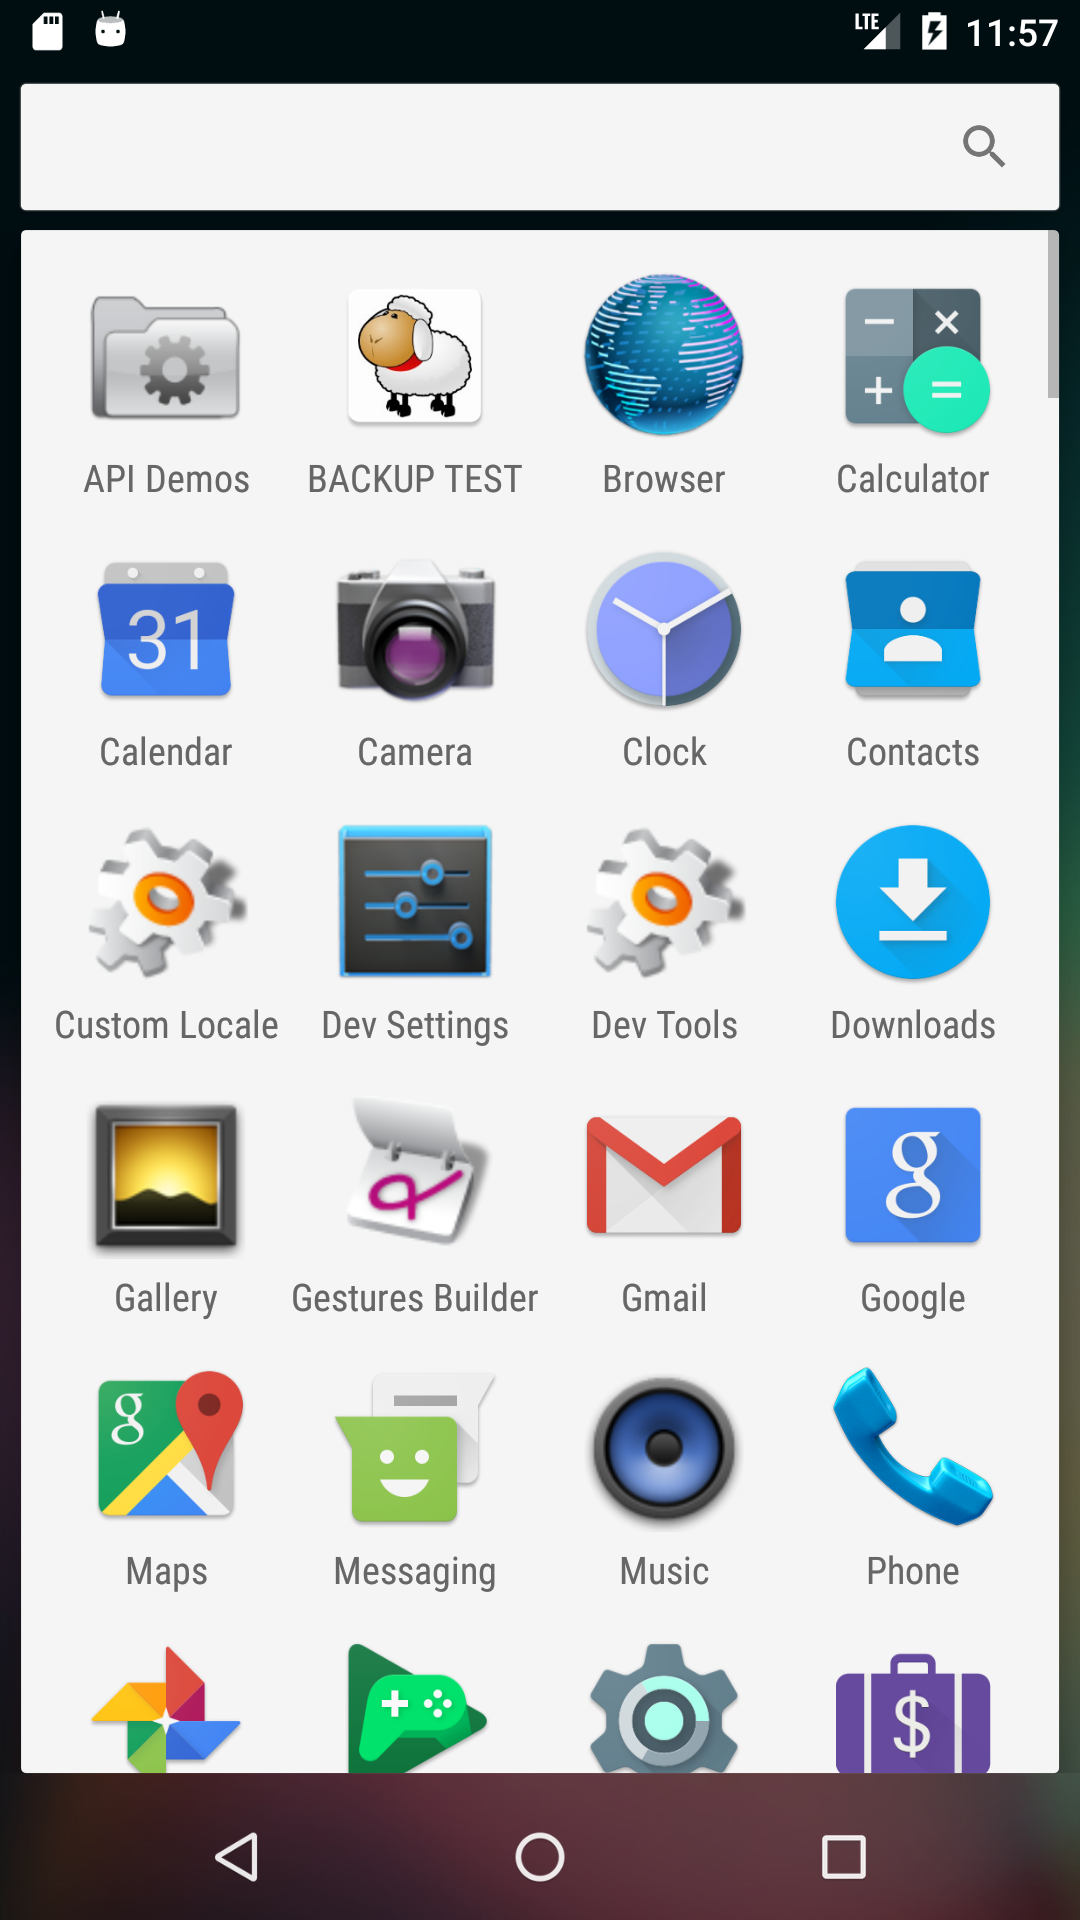 LTE 11:57
API Demos BACKUP TEST Browser Calculator
31
Calendar Camera Clock Contacts
Custom Locale Dev Settings Dev Tools Downloads
g
Gallery Gestures Builder Gmail Google
g
Maps Messaging Music Phone
$